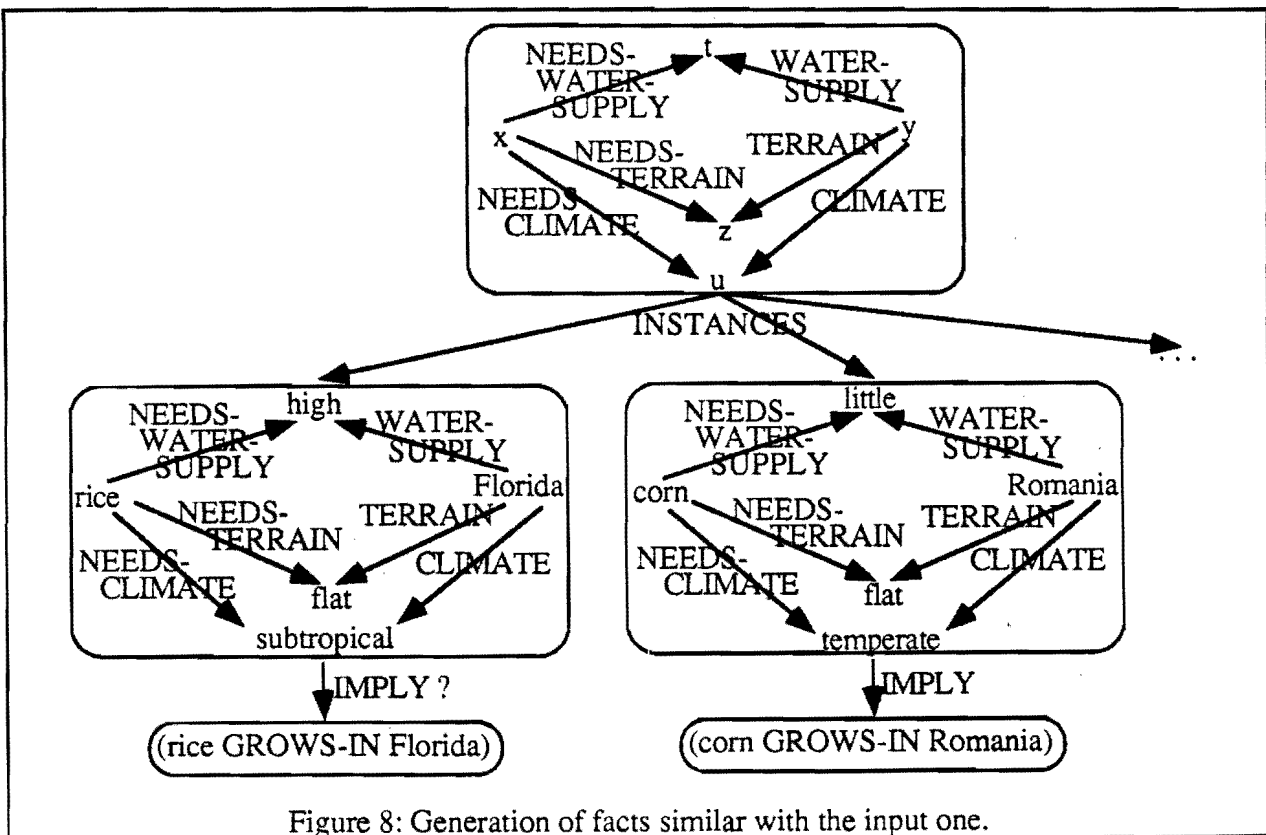 NEEDS-
WATER-
SUPPLY
t
WATER-
SUPPLY
x
y
NEEDS-
TERRAIN
TERRAIN
NEEDS
CLIMATE
z
CLIMATE
u
INSTANCES
. . .
high
NEEDS-
WATER-
SUPPLY
WATER-
SUPPLY
rice
Florida
NEEDS-
TERRAIN
TERRAIN
NEEDS-
CLIMATE
CLIMATE
flat
subtropical
IMPLY ?
(rice GROWS-IN Florida)
little
NEEDS-
WATER-
SUPPLY
WATER-
SUPPLY
corn
Romania
NEEDS-
TERRAIN
TERRAIN
NEEDS-
CLIMATE
CLIMATE
flat
temperate
IMPLY
(corn GROWS-IN Romania)
Figure 8: Generation of facts similar with the input one.